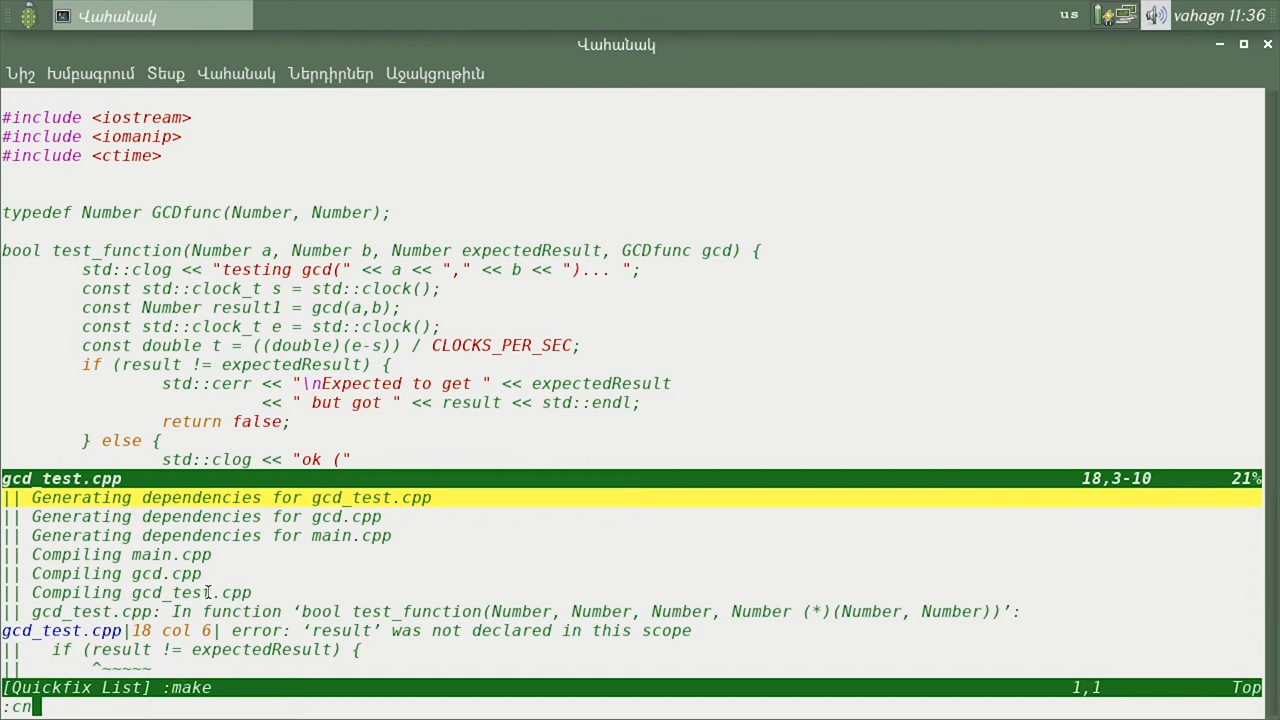 Վահանակ
us
vahagn 11:36
Վահանակ
Նիշ Խմբագրում Տեսք Վահանակ Ներդիրներ Աջակցութիւն
#include <iostream>
#include <iomanip>
#include <ctime>
typedef Number GCDfunc(Number, Number);
bool test_function(Number a, Number b, Number expectedResult, GCDfunc gcd) {
std::clog << "testing gcd(" << a << "," << b << ")... ";
const std::clock_t s = std::clock();
const Number result1 = gcd(a,b);
const std::clock_t e = std::clock();
const double t = ((double)(e-s)) / CLOCKS_PER_SEC;
if (result != expectedResult) {
std::cerr << "\nExpected to get " << expectedResult
<< " but got " << result << std::endl;
return false;
} else {
std::clog << "ok ("
gcd_test.cpp 18,3-10 21%
|| Generating dependencies for gcd_test.cpp
|| Generating dependencies for gcd.cpp
|| Generating dependencies for main.cpp
|| Compiling main.cpp
|| Compiling gcd.cpp
|| Compiling gcd_test.cpp
|| gcd_test.cpp: In function ‘bool test_function(Number, Number, Number, Number (*)(Number, Number))’:
gcd_test.cpp|18 col 6| error: ‘result’ was not declared in this scope
|| if (result != expectedResult) {
|| ^~~~~~
[Quickfix List] :make 1,1 Top
:cn